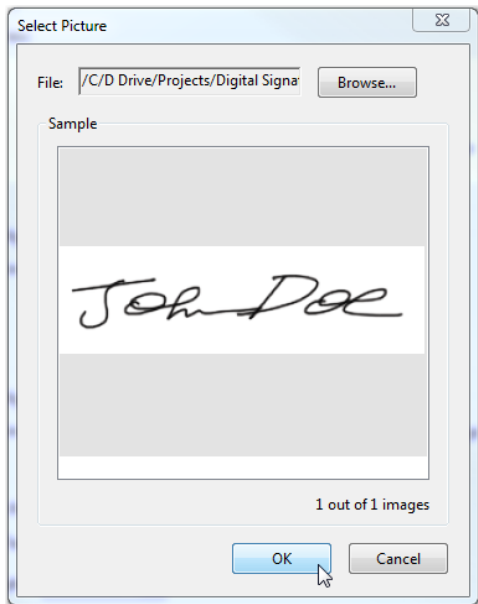 Select Picture
File: /C/D Drive/Projects/Digital Signa Browse...
Sample
John Doe
1 out of 1 images
OK Cancel